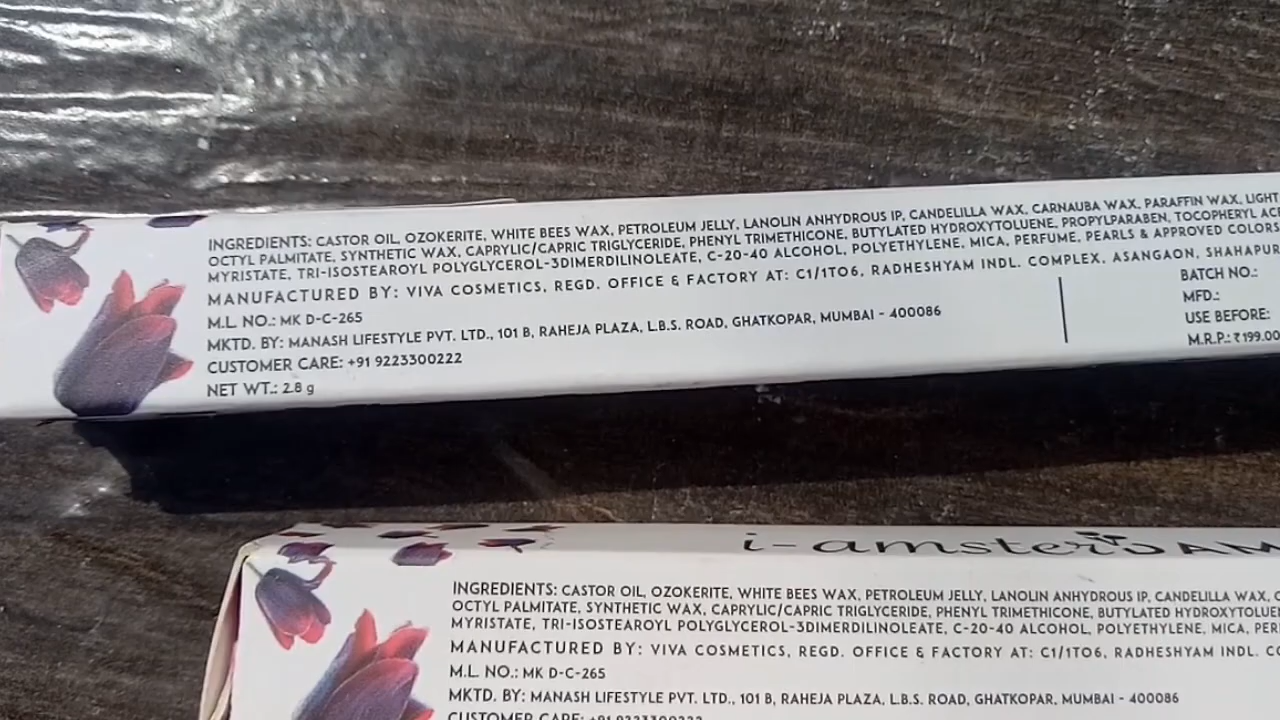 INGREDIENTS: CASTOR OIL, OZOKERITE, WHITE BEES WAX, PETROLEUM JELLY, LANOLIN ANHYDROUS IP, CANDELILLA WAX, CARNAUBA WAX, PARAFFIN WAX, LIGHT
OCTYL PALMITATE, SYNTHETIC WAX, CAPRYLIC/CAPRIC TRIGLYCERIDE, PHENYL TRIMETHICONE, BUTYLATED HYDROXYTOLUENE, PROPYLPARABEN, TOCOPHERYL
MYRISTATE, TRI-ISOSTEAROYL POLYGLYCEROL-3DIMERDILINOLEATE, C-20-40 ALCOHOL, POLYETHYLENE, MICA, PERFUME, PEARLS & APPROVED COLORS
MANUFACTURED BY: VIVA COSMETICS, REGD. OFFICE & FACTORY AT: C1/1TO6, RADHESHYAM INDL. COMPLEX, ASANGAON, SHAHAPUR
M.L. NO.: MK D-C-265
MKTD. BY: MANASH LIFESTYLE PVT. LTD., 101 B, RAHEJA PLAZA, L.B.S. ROAD, GHATKOPAR, MUMBAI - 400086
CUSTOMER CARE: +91 9223300222
NET WT.: 2.8 g
BATCH NO.:
MFD.:
USE BEFORE:
M.R.P.: ₹199.00
i-amster
INGREDIENTS: CASTOR OIL, OZOKERITE, WHITE BEES WAX, PETROLEUM JELLY, LANOLIN ANHYDROUS IP, CANDELILLA WAX,
OCTYL PALMITATE, SYNTHETIC WAX, CAPRYLIC/CAPRIC TRIGLYCERIDE, PHENYL TRIMETHICONE, BUTYLATED
MYRISTATE, TRI-ISOSTEAROYL POLYGLYCEROL-3DIMERDILINOLEATE, C-20-40 ALCOHOL, POLYETHYLENE, MICA,
MANUFACTURED BY: VIVA COSMETICS, REGD. OFFICE & FACTORY AT: C1/1TO6, RADHESHYAM INDL.
M.L. NO.: MK D-C-265
MKTD. BY: MANASH LIFESTYLE PVT. LTD., 101 B, RAHEJA PLAZA, L.B.S. ROAD, GHATKOPAR, MUMBAI - 400086
CUSTOMER CARE: +91 9223300222